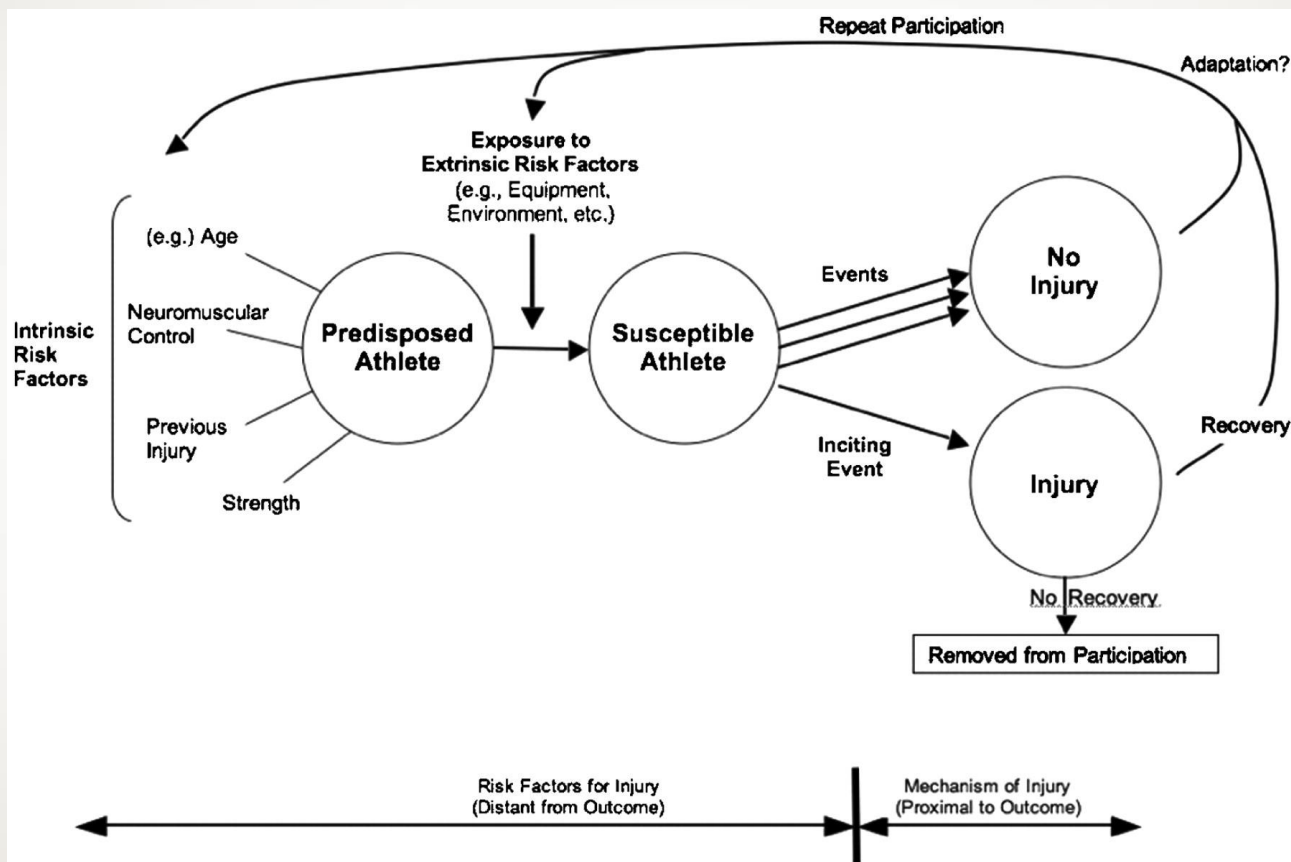 Repeat Participation
Adaptation?
Exposure to
Extrinsic Risk Factors
(e.g., Equipment,
Environment, etc.)
(e.g.) Age
Neuromuscular
Control
Intrinsic
Risk
Factors
Previous
Injury
Strength
Predisposed
Athlete
Susceptible
Athlete
Events
Inciting
Event
No
Injury
Injury
Recovery
No Recovery
Removed from Participation
Risk Factors for Injury
(Distant from Outcome)
Mechanism of Injury
(Proximal to Outcome)